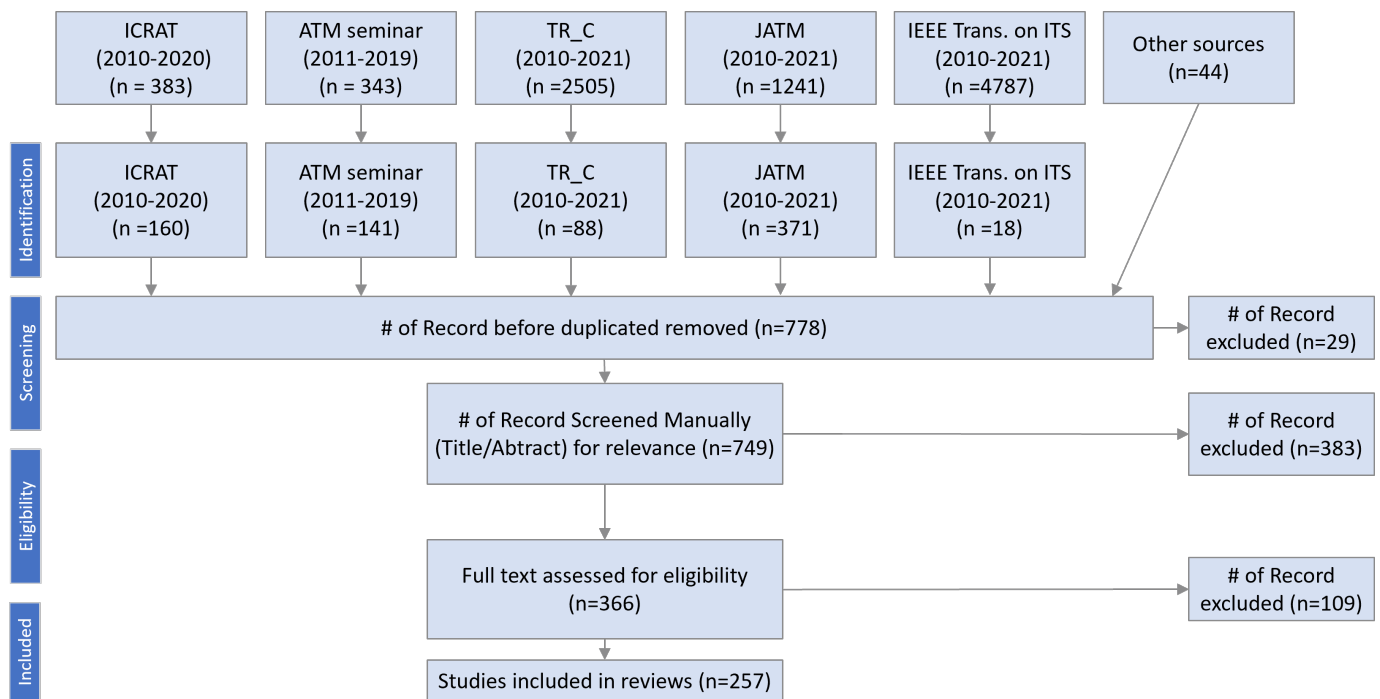 ICRAT
(2010-2020)
(n = 383)
ATM seminar
(2011-2019)
(n = 343)
TR_C
(2010-2021)
(n =2505)
JATM
(2010-2021)
(n =1241)
IEEE Trans. on ITS
(2010-2021)
(n =4787)
Other sources
(n=44)
Identification
ICRAT
(2010-2020)
(n =160)
ATM seminar
(2011-2019)
(n =141)
TR_C
(2010-2021)
(n =88)
JATM
(2010-2021)
(n =371)
IEEE Trans. on ITS
(2010-2021)
(n =18)
Screening
# of Record before duplicated removed (n=778)
# of Record
excluded (n=29)
# of Record Screened Manually
(Title/Abtract) for relevance (n=749)
# of Record
excluded (n=383)
Eligibility
Full text assessed for eligibility
(n=366)
# of Record
excluded (n=109)
Included
Studies included in reviews (n=257)